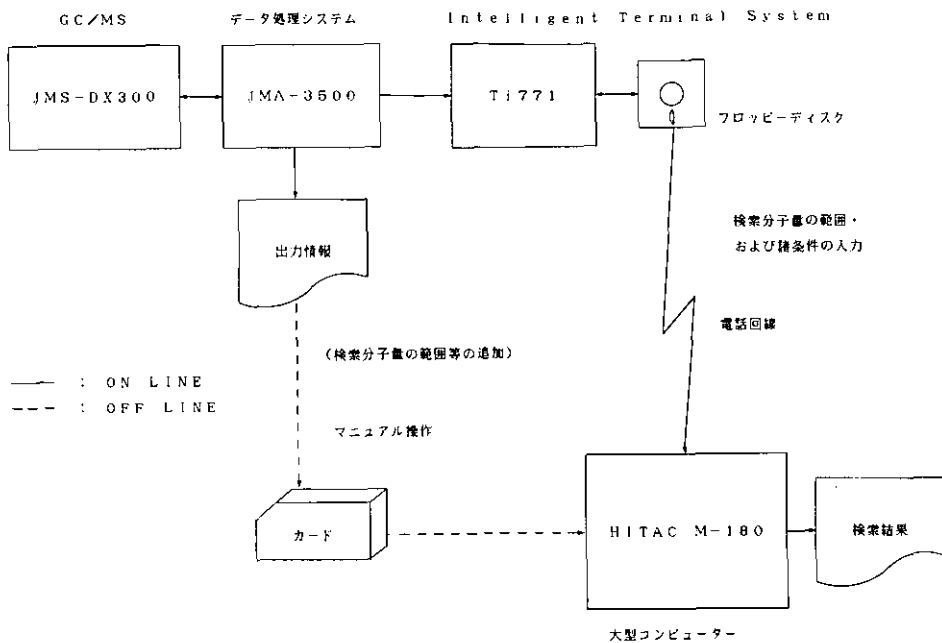 GC/MS
データ処理システム
Intelligent Terminal System
JMS-DX300
JMA-3500
Ti771
フロッピーディスク
出力情報
検索分子量の範囲・
および諸条件の入力
電話回線
(検索分子量の範囲等の追加)
— : ON LINE
--- : OFF LINE
マニュアル操作
カード
HITAC M-180
検索結果
大型コンピューター